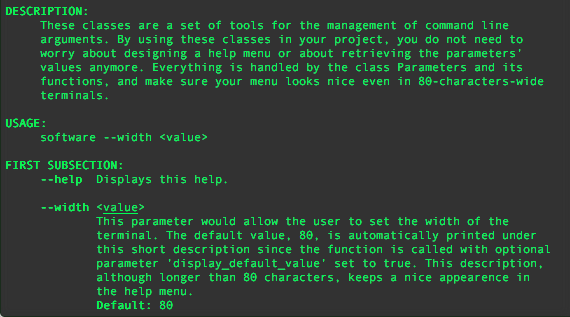 DESCRIPTION:
These classes are a set of tools for the management of command line
arguments. By using these classes in your project, you do not need to
worry about designing a help menu or about retrieving the parameters'
values anymore. Everything is handled by the class Parameters and its
functions, and make sure your menu looks nice even in 80-characters-wide
terminals.
USAGE:
software --width <value>
FIRST SUBSECTION:
--help  Displays this help.
--width <value>
This parameter would allow the user to set the width of the
terminal. The default value, 80, is automatically printed under
this short description since the function is called with optional
parameter 'display_default_value' set to true. This description,
although longer than 80 characters, keeps a nice appearence in
the help menu.
Default: 80